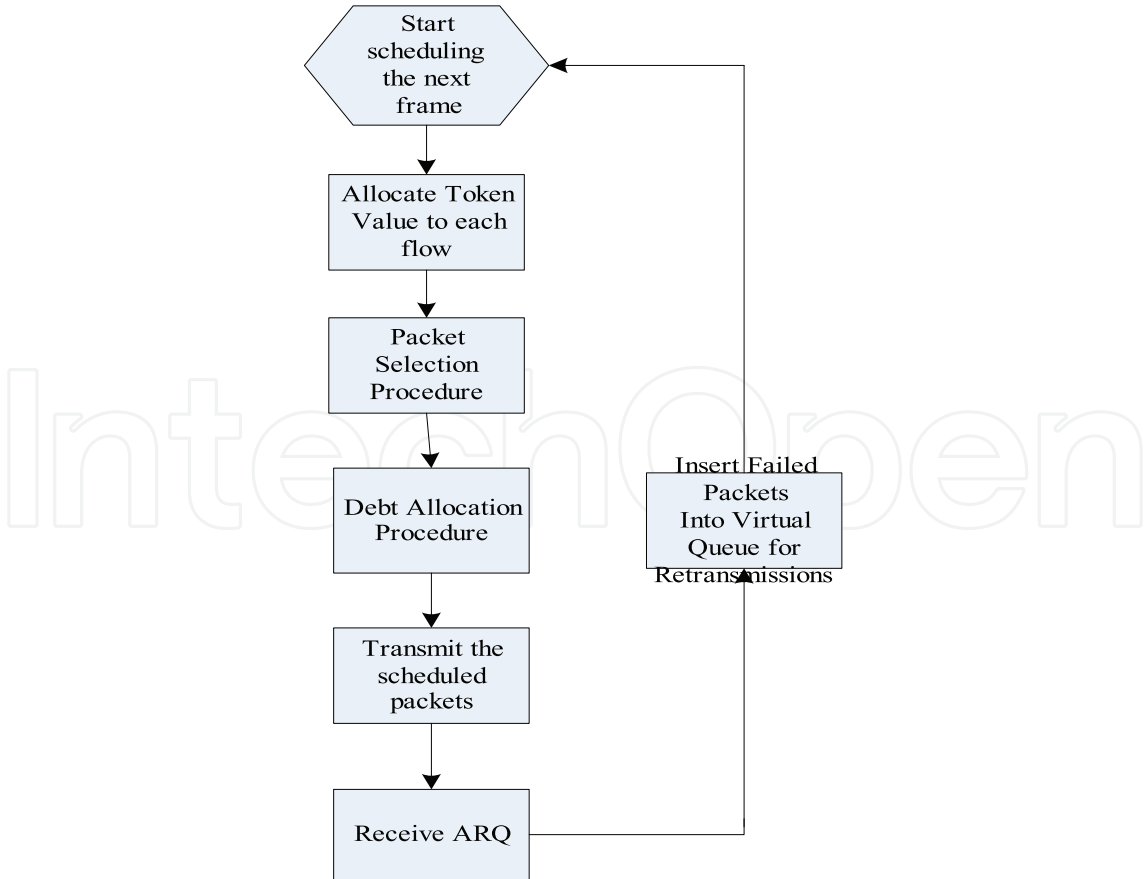 Start
scheduling
the next
frame
Allocate Token
Value to each
flow
Packet
Selection
Procedure
Debt Allocation
Procedure
Transmit the
scheduled
packets
Receive ARQ
Insert Failed
Packets
Into Virtual
Queue for
Retransmissions
IntechOpen